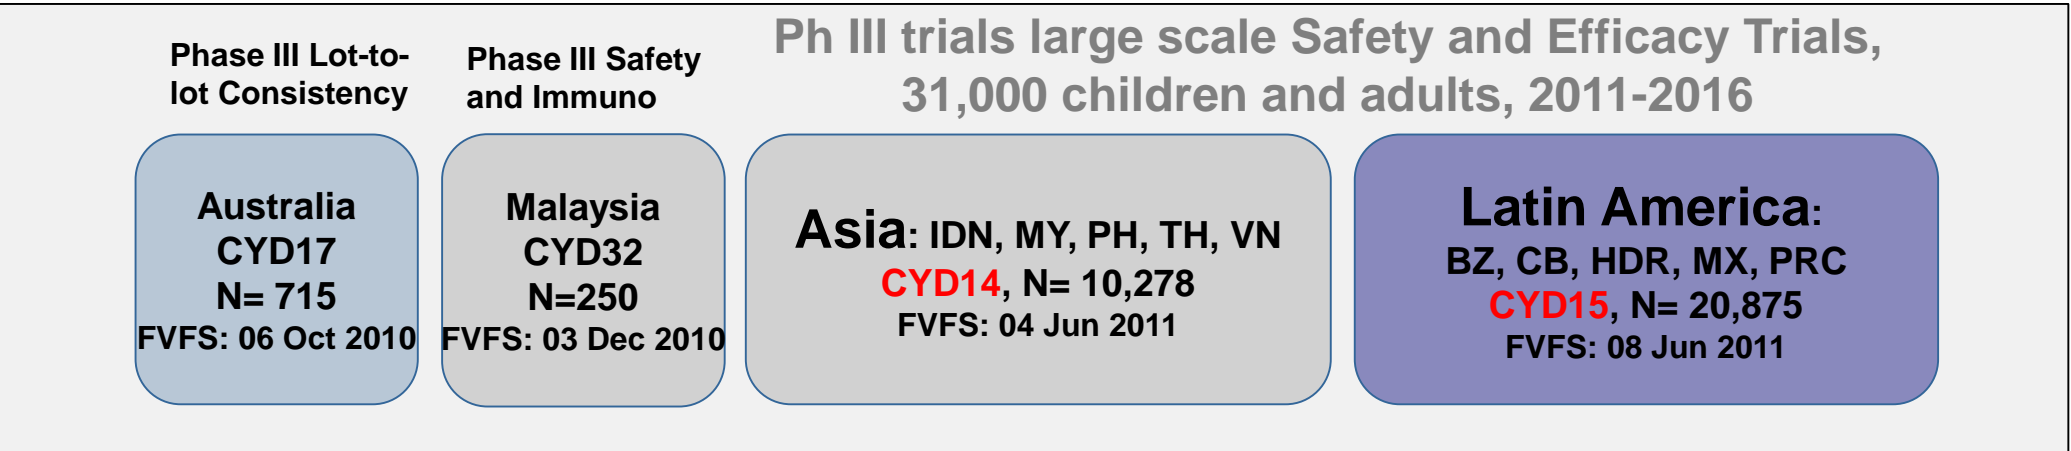 Phase III Lot-to-
lot Consistency
Phase III Safety
and Immuno
Ph III trials large scale Safety and Efficacy Trials,
31,000 children and adults, 2011-2016
Australia
CYD17
N= 715
FVFS: 06 Oct 2010
Malaysia
CYD32
N=250
FVFS: 03 Dec 2010
Asia: IDN, MY, PH, TH, VN
CYD14, N= 10,278
FVFS: 04 Jun 2011
Latin America:
BZ, CB, HDR, MX, PRC
CYD15, N= 20,875
FVFS: 08 Jun 2011